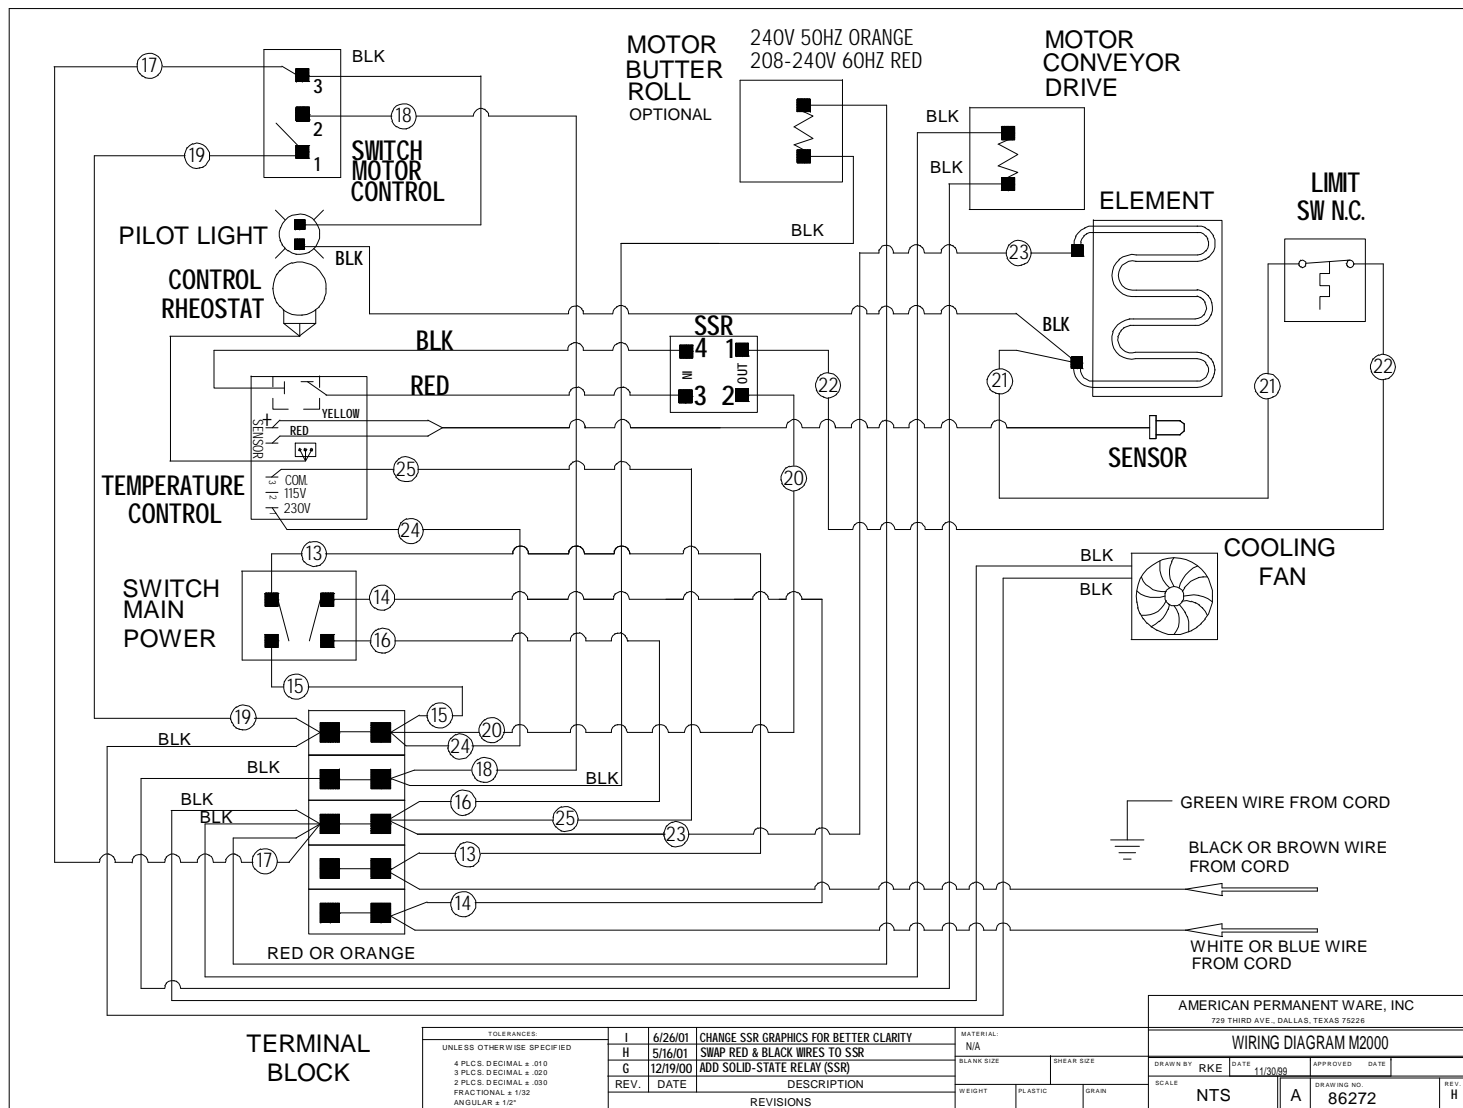 17
BLK
3
2
1
18
19
SWITCH
MOTOR
CONTROL
MOTOR
BUTTER
ROLL
OPTIONAL
240V 50HZ ORANGE
208-240V 60HZ RED
MOTOR
CONVEYOR
DRIVE
BLK
BLK
BLK
PILOT LIGHT
BLK
CONTROL
RHEOSTAT
ELEMENT
23
BLK
LIMIT
SW N.C.
21
22
21
SSR
4 1
IN
OUT
3 2
BLK
RED
22
20
YELLOW
+
SENSOR
RED
-
3 COM.
2 115V
1 230V
TEMPERATURE
CONTROL
25
24
SENSOR
13
SWITCH
MAIN
POWER
14
16
15
COOLING
FAN
BLK
BLK
19
15
20
24
BLK
BLK
18
BLK
BLK
BLK
16
25
23
17
13
14
RED OR ORANGE
GREEN WIRE FROM CORD
BLACK OR BROWN WIRE
FROM CORD
WHITE OR BLUE WIRE
FROM CORD
TERMINAL
BLOCK
TOLERANCES:
UNLESS OTHERWISE SPECIFIED
4 PLCS. DECIMAL ± .010
3 PLCS. DECIMAL ± .020
2 PLCS. DECIMAL ± .030
FRACTIONAL ± 1/32
ANGULAR ± 1/2°
I 6/26/01 CHANGE SSR GRAPHICS FOR BETTER CLARITY
H 5/16/01 SWAP RED & BLACK WIRES TO SSR
G 12/19/00 ADD SOLID-STATE RELAY (SSR)
REV. DATE DESCRIPTION
REVISIONS
MATERIAL:
N/A
BLANK SIZE SHEAR SIZE
WEIGHT PLASTIC GRAIN
AMERICAN PERMANENT WARE, INC
729 THIRD AVE., DALLAS, TEXAS 75226
WIRING DIAGRAM M2000
DRAWN BY RKE DATE 11/30/99 APPROVED DATE
SCALE NTS A DRAWING NO. 86272 REV. H